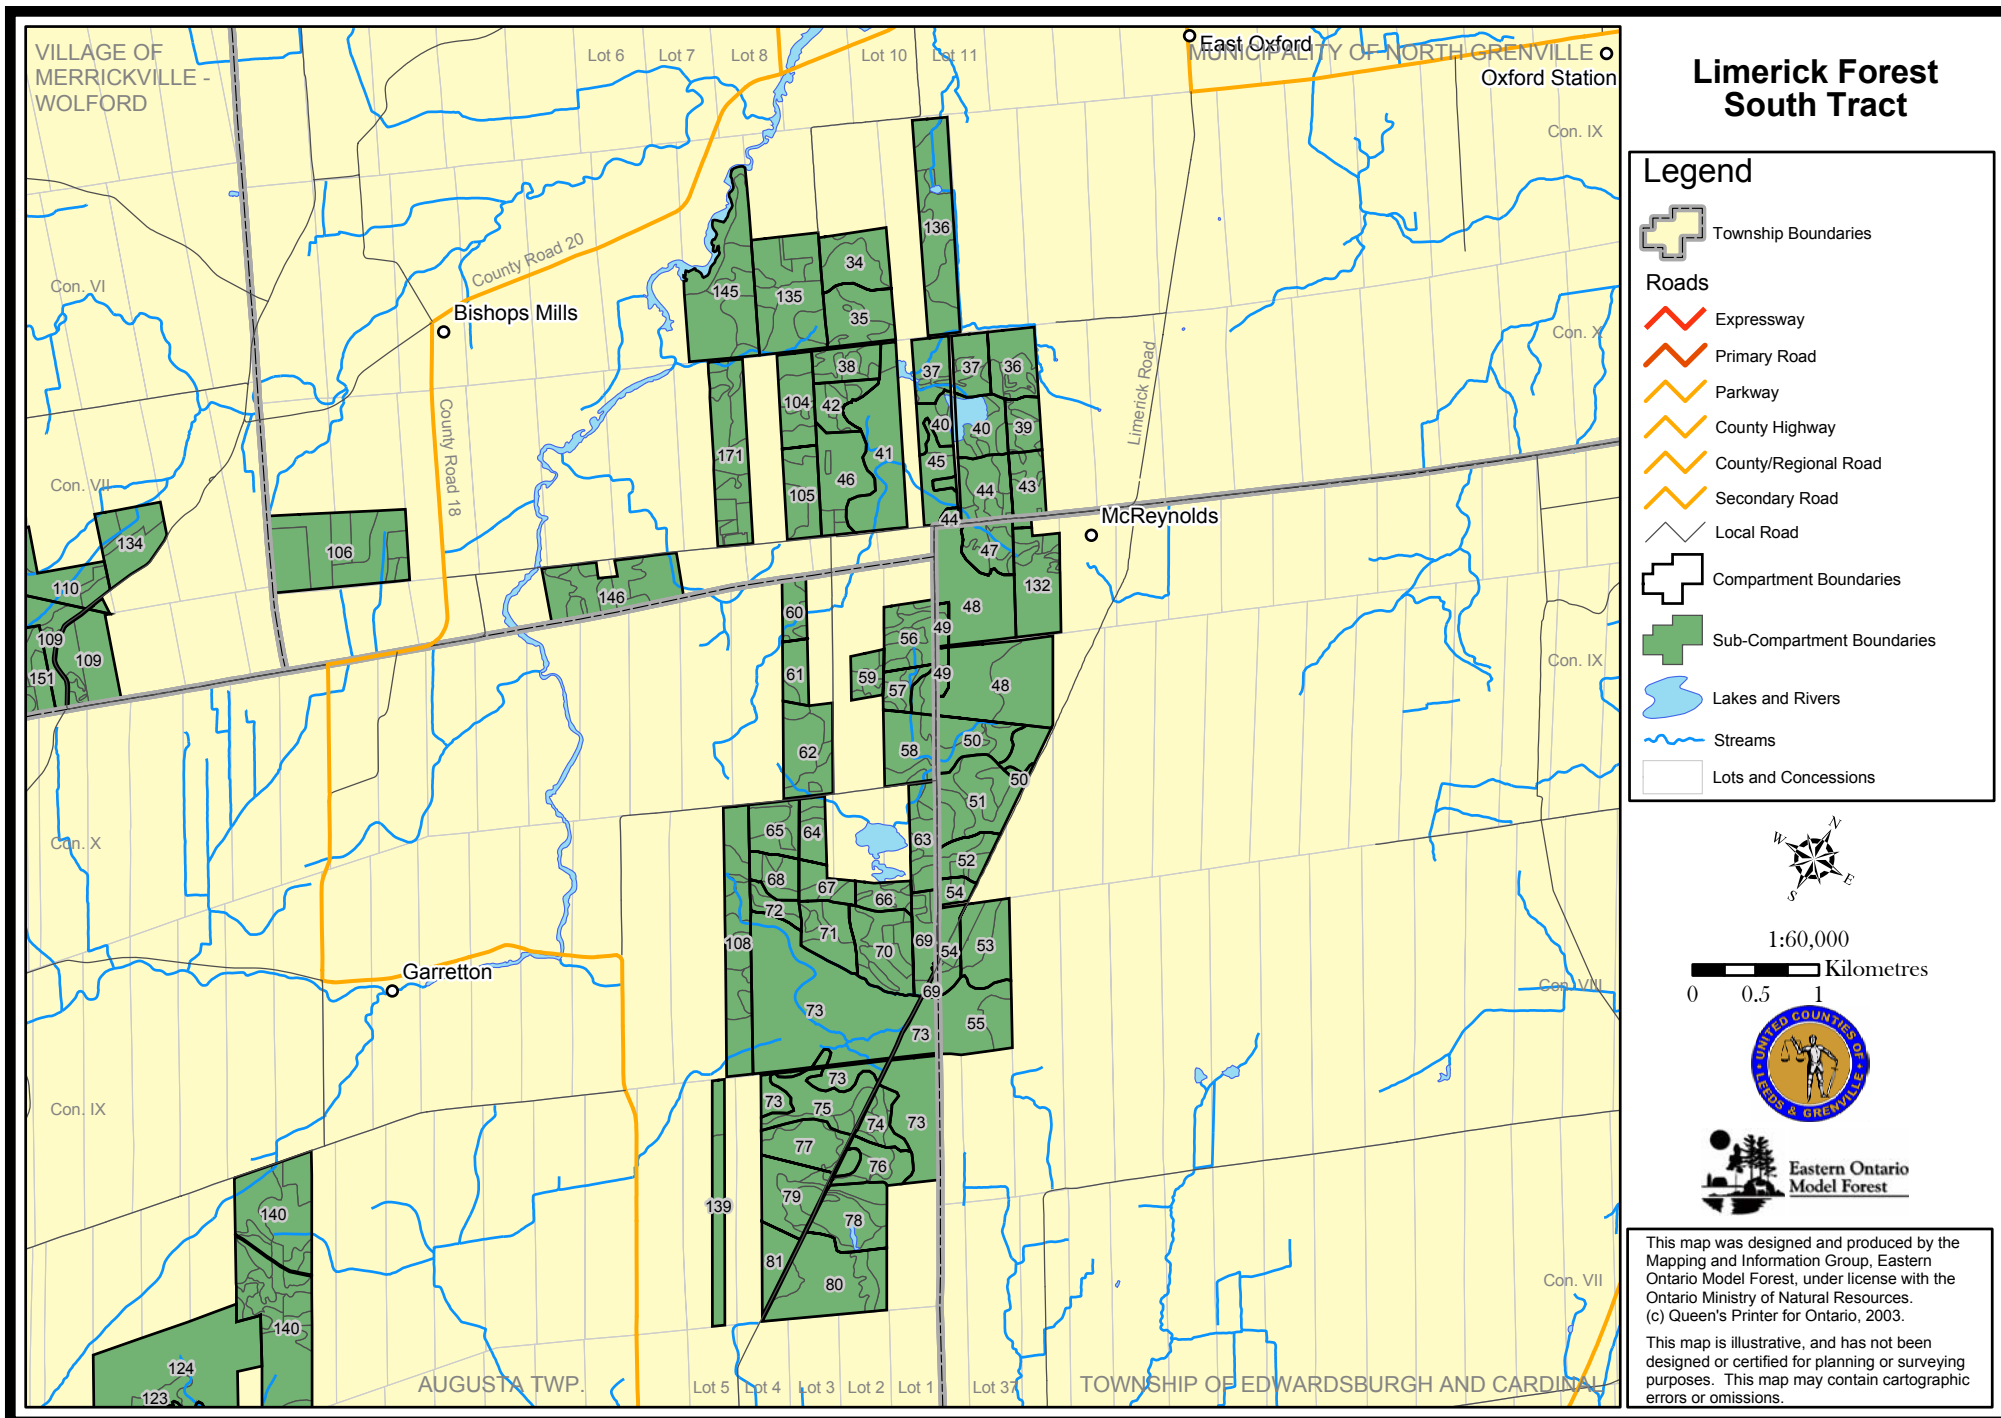 VILLAGE OF
MERRICKVILLE -
WOLFORD
Lot 6
Lot 7
Lot 8
Lot 10
Lot 11
East Oxford
MUNICIPALITY OF NORTH GRENVILLE
Oxford Station
Con. IX
136
County Road 20
34
Con. VI
145
135
Bishops Mills
35
Con. X
38
37
37
36
Limerick Road
104
42
County Road 18
40
40
39
171
41
45
46
Con. VII
105
44
43
44
McReynolds
134
106
47
110
132
146
60
48
109
56
49
109
Con. IX
151
61
59
49
57
48
62
58
50
50
51
65
64
63
Con. X
52
68
67
54
66
72
71
69
108
70
54
53
Garretton
69
Con. VIII
73
55
73
73
73
75
Con. IX
74
73
77
76
79
139
140
78
81
80
Con. VII
140
124
123
AUGUSTA TWP.
Lot 5
Lot 4
Lot 3
Lot 2
Lot 1
Lot 37
TOWNSHIP OF EDWARDSBURGH AND CARDINAL
Limerick Forest
South Tract
Legend
Township Boundaries
Roads
Expressway
Primary Road
Parkway
County Highway
County/Regional Road
Secondary Road
Local Road
Compartment Boundaries
Sub-Compartment Boundaries
Lakes and Rivers
Streams
Lots and Concessions
N
W
E
S
1:60,000
Kilometres
0 0.5 1
UNITED COUNTIES OF
LEEDS & GRENVILLE
Eastern Ontario
Model Forest
This map was designed and produced by the
Mapping and Information Group, Eastern
Ontario Model Forest, under license with the
Ontario Ministry of Natural Resources.
(c) Queen's Printer for Ontario, 2003.
This map is illustrative, and has not been
designed or certified for planning or surveying
purposes. This map may contain cartographic
errors or omissions.